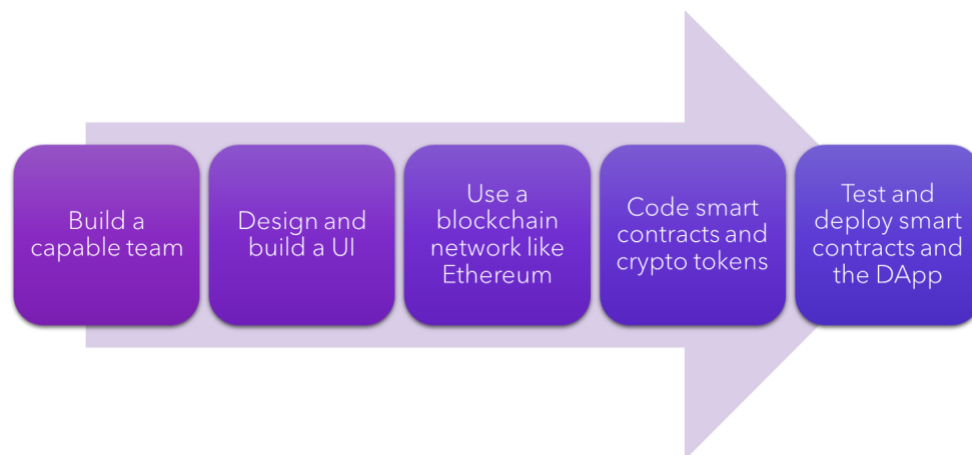 Build a
capable team
Design and
build a UI
Use a
blockchain
network like
Ethereum
Code smart
contracts and
crypto tokens
Test and
deploy smart
contracts and
the DApp